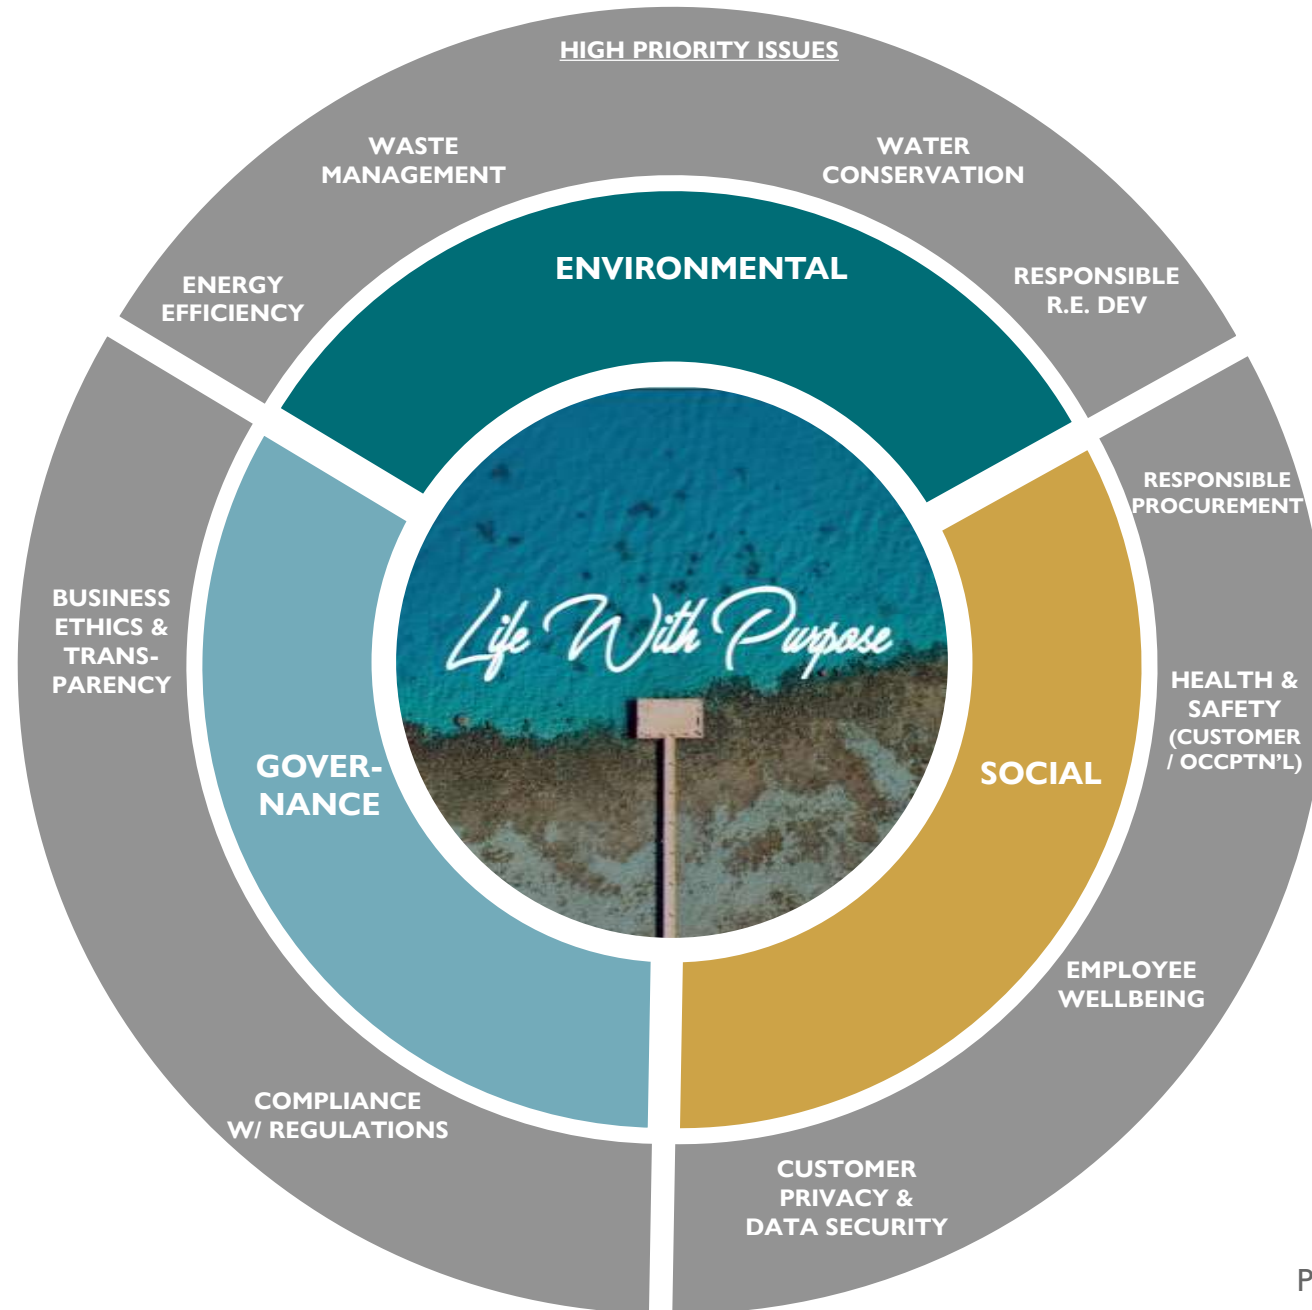 HIGH PRIORITY ISSUES
WASTE
MANAGEMENT
WATER
CONSERVATION
ENERGY
EFFICIENCY
ENVIRONMENTAL
RESPONSIBLE
R.E. DEV
RESPONSIBLE
PROCUREMENT
BUSINESS
ETHICS &
TRANS-
PARENCY
Life With Purpose
HEALTH &
SAFETY
(CUSTOMER
/ OCCPTN'L)
GOVER-
NANCE
SOCIAL
EMPLOYEE
WELLBEING
COMPLIANCE
W/ REGULATIONS
CUSTOMER
PRIVACY &
DATA SECURITY
P